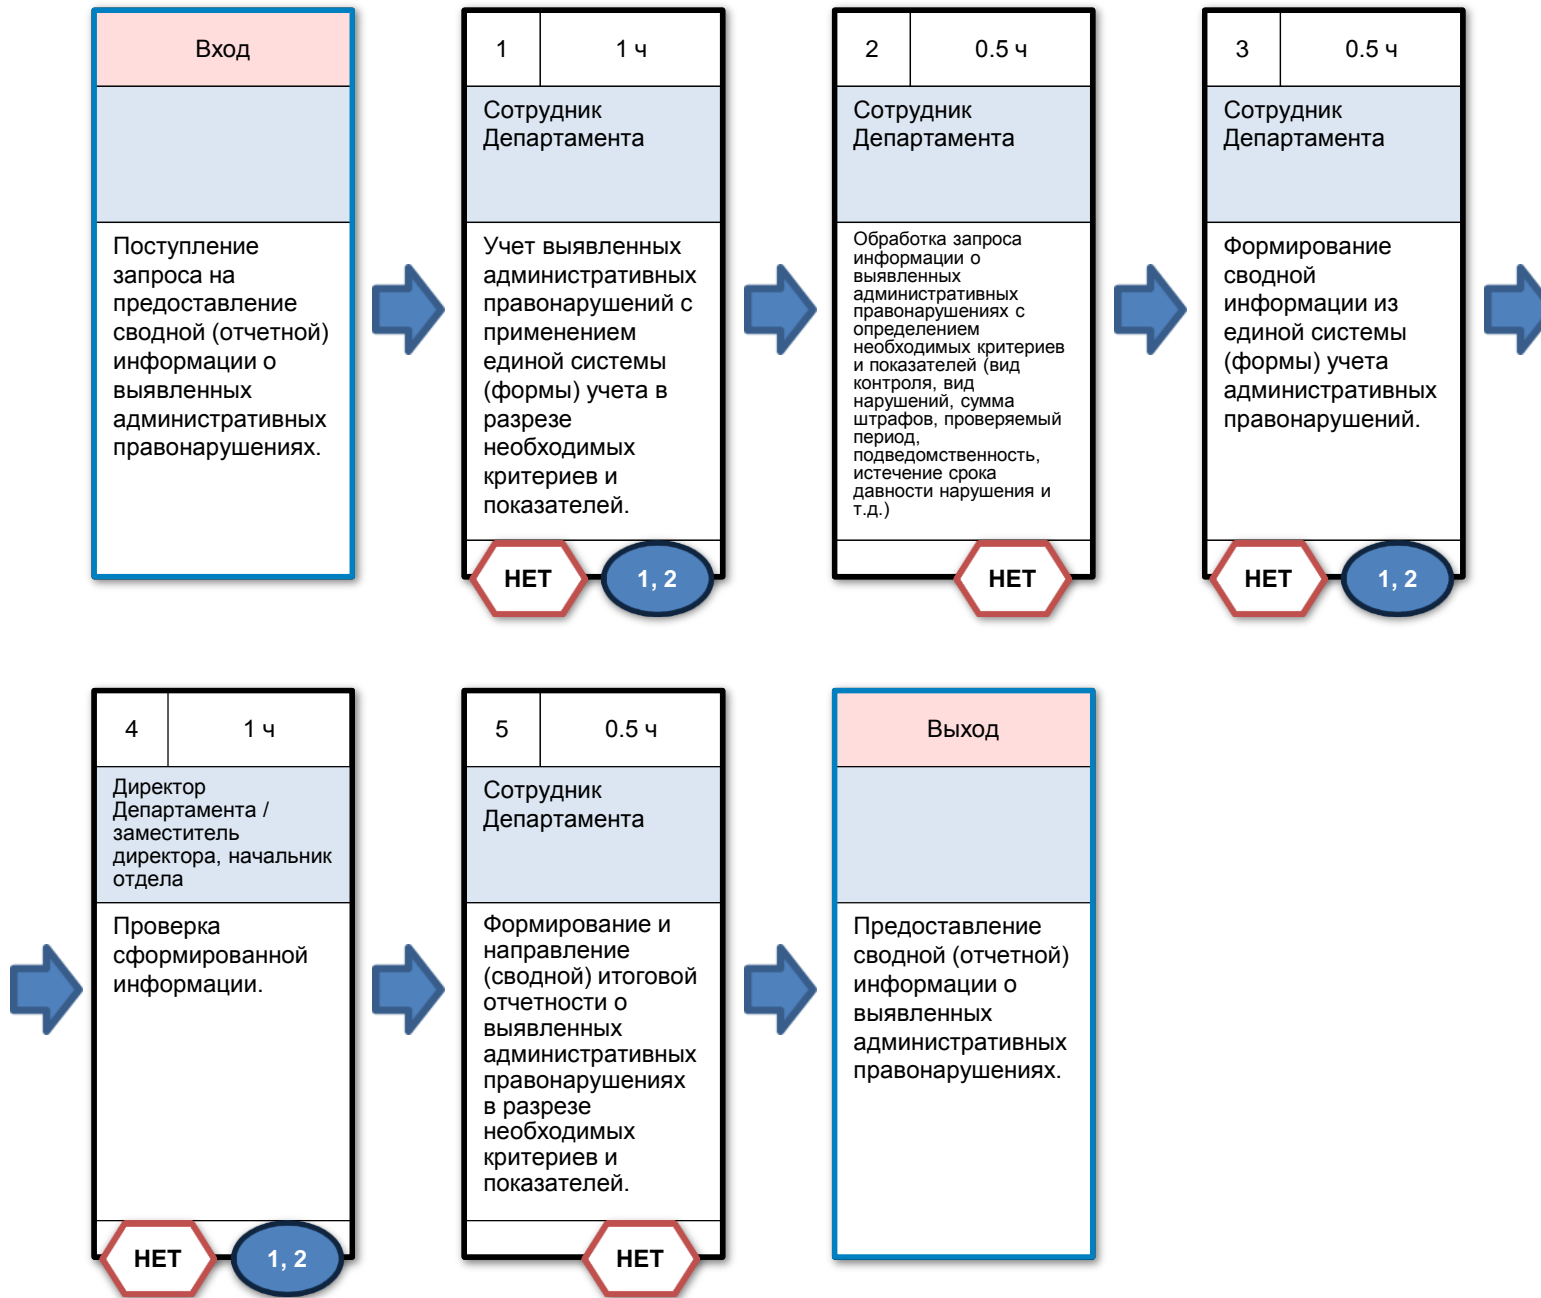 Вход
Поступление
запроса на
предоставление
сводной (отчетной)
информации о
выявленных
административных
правонарушениях.
1
1 ч
Сотрудник
Департамента
Учет выявленных
административных
правонарушений с
применением
единой системы
(формы) учета в
разрезе
необходимых
критериев и
показателей.
НЕТ
1, 2
2
0.5 ч
Сотрудник
Департамента
Обработка запроса
информации о
выявленных
административных
правонарушениях с
определением
необходимых критериев
и показателей (вид
контроля, вид
нарушений, сумма
штрафов, проверяемый
период,
подведомственность,
истечение срока
давности нарушения и
т.д.)
НЕТ
3
0.5 ч
Сотрудник
Департамента
Формирование
сводной
информации из
единой системы
(формы) учета
административных
правонарушений.
НЕТ
1, 2
4
1 ч
Директор
Департамента /
заместитель
директора, начальник
отдела
Проверка
сформированной
информации.
НЕТ
1, 2
5
0.5 ч
Сотрудник
Департамента
Формирование и
направление
(сводной) итоговой
отчетности о
выявленных
административных
правонарушениях
в разрезе
необходимых
критериев и
показателей.
НЕТ
Выход
Предоставление
сводной (отчетной)
информации о
выявленных
административных
правонарушениях.